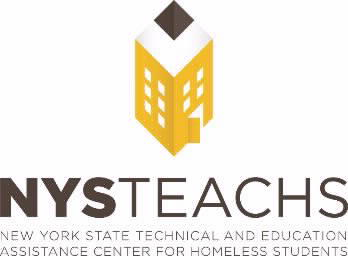 NYSTEACHS
NEW YORK STATE TECHNICAL AND EDUCATION
ASSISTANCE CENTER FOR HOMELESS STUDENTS